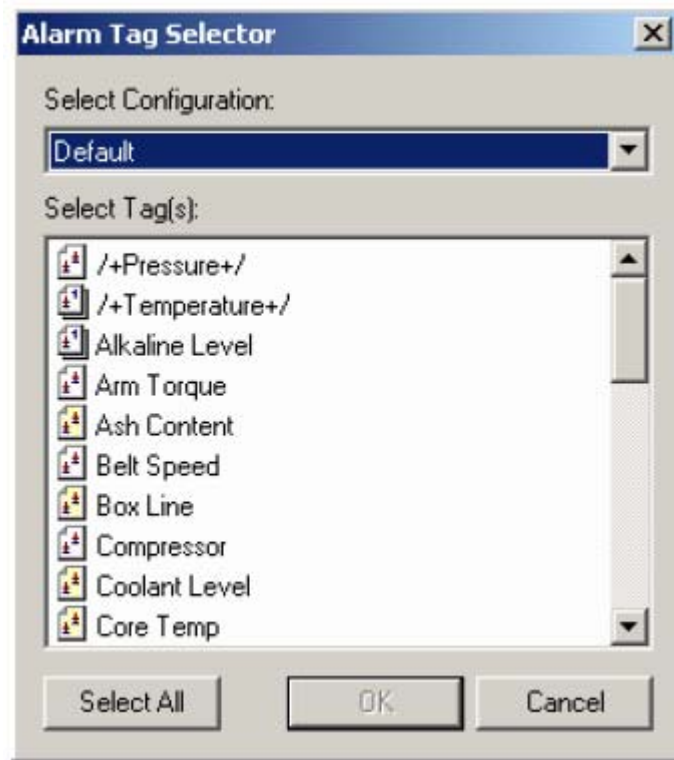 Alarm Tag Selector
Select Configuration:
Default
Select Tag(s):
/+Pressure+/
/+Temperature+/
Alkaline Level
Arm Torque
Ash Content
Belt Speed
Box Line
Compressor
Coolant Level
Core Temp
Select All
OK
Cancel